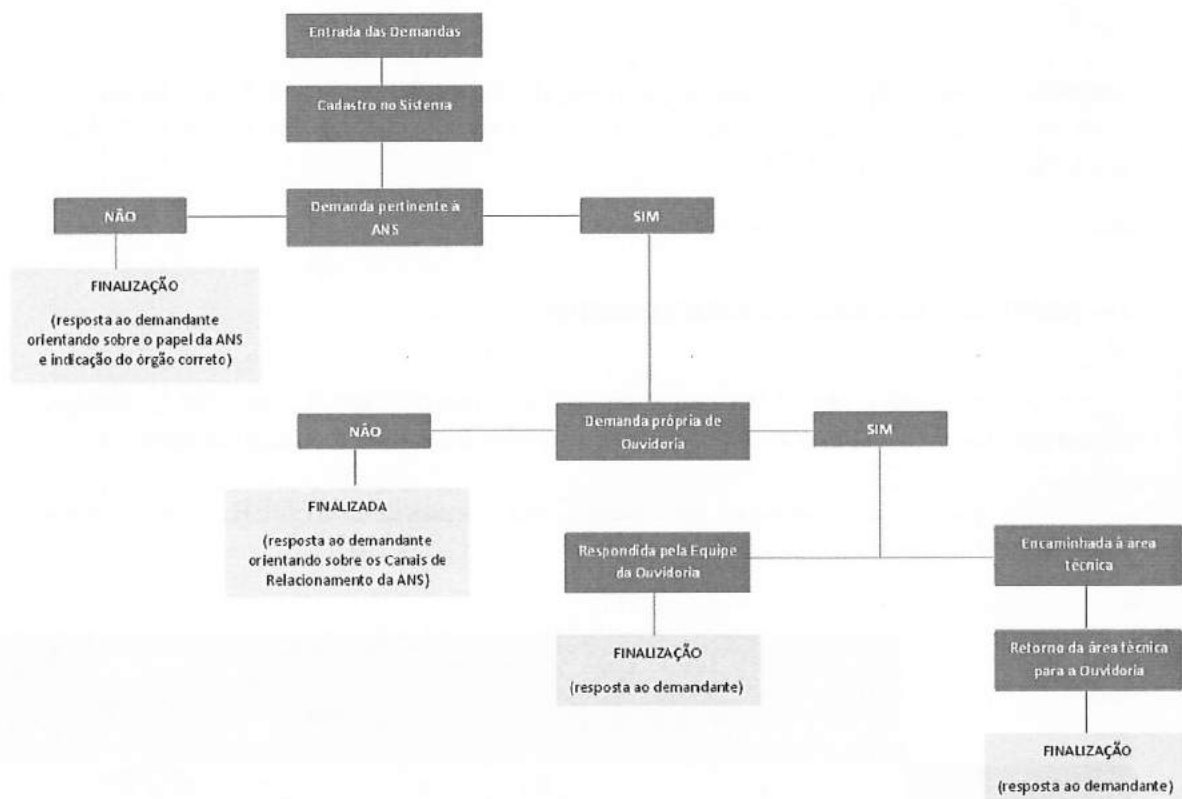 Entrada das Demandas
Cadastro no Sistema
Demanda pertinente à
ANS
NÃO
SIM
FINALIZAÇÃO
(resposta ao demandante
orientando sobre o papel da ANS
e indicação do órgão correto)
Demanda própria de
Ouvidoria
NÃO
SIM
FINALIZADA
(resposta ao demandante
orientando sobre os Canais de
Relacionamento da ANS)
Respondida pela Equipe
da Ouvidoria
FINALIZAÇÃO
(resposta ao demandante)
Encaminhada à área
técnica
Retorno da área técnica
para a Ouvidoria
FINALIZAÇÃO
(resposta ao demandante)